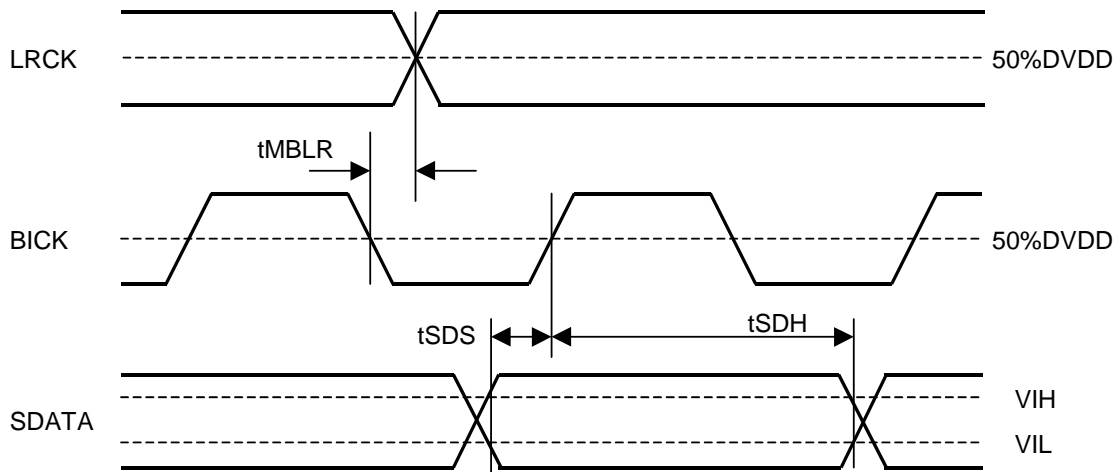 LRCK
50%DVDD
tMBLR
BICK
50%DVDD
tSDS
tSDH
SDATA
VIH
VIL